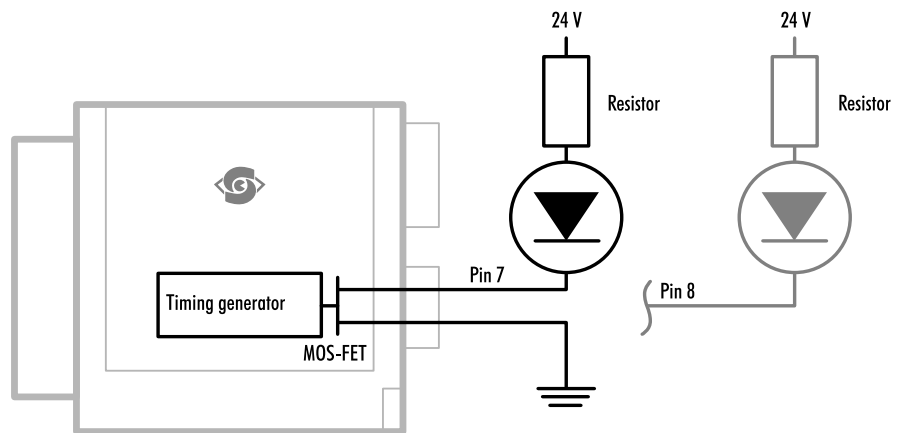 24 V
24 V
Resistor
Resistor
Pin 7
Pin 8
Timing generator
MOS-FET